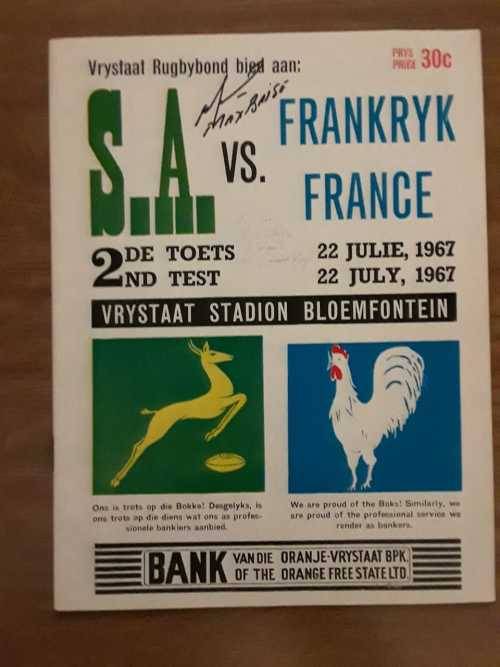 Vrystaat Rugbybond bied aan:
PRYS
PRICE 30c
S.A. VS. FRANKRYK
FRANCE
2DE TOETS
2ND TEST
22 JULIE, 1967
22 JULY, 1967
VRYSTAAT STADION BLOEMFONTEIN
Ons is trots op die Bokke! Desgelyks, is
ons trots op die diens wat ons as profes-
sionele bankiers aanbied.
We are proud of the Boks! Similarly, we
are proud of the professional service we
render as bankers.
BANK VAN DIE ORANJE-VRYSTAAT BPK.
OF THE ORANGE FREE STATE LTD.